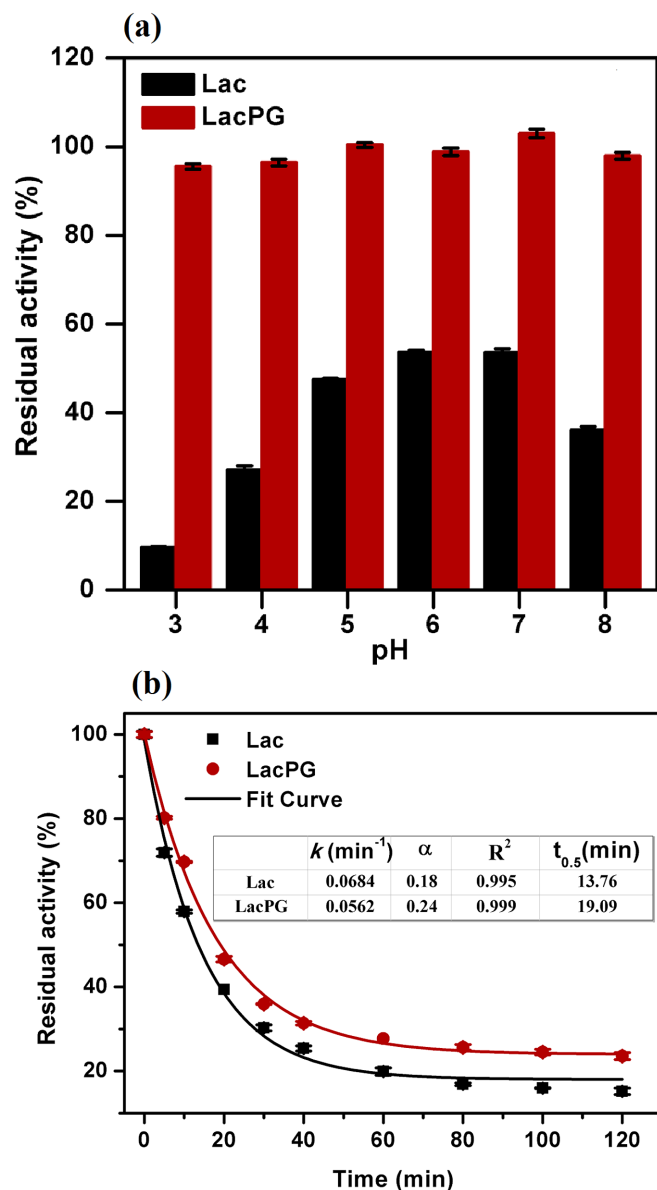 (a)
120
100
80
60
40
20
0
Residual activity (%)
Lac
LacPG
3 4 5 6 7 8
pH
(b)
100
80
60
40
20
Residual activity (%)
Lac
LacPG
Fit Curve
k (min⁻¹) α R² t₀.₅(min)
Lac 0.0684 0.18 0.995 13.76
LacPG 0.0562 0.24 0.999 19.09
0 20 40 60 80 100 120
Time (min)